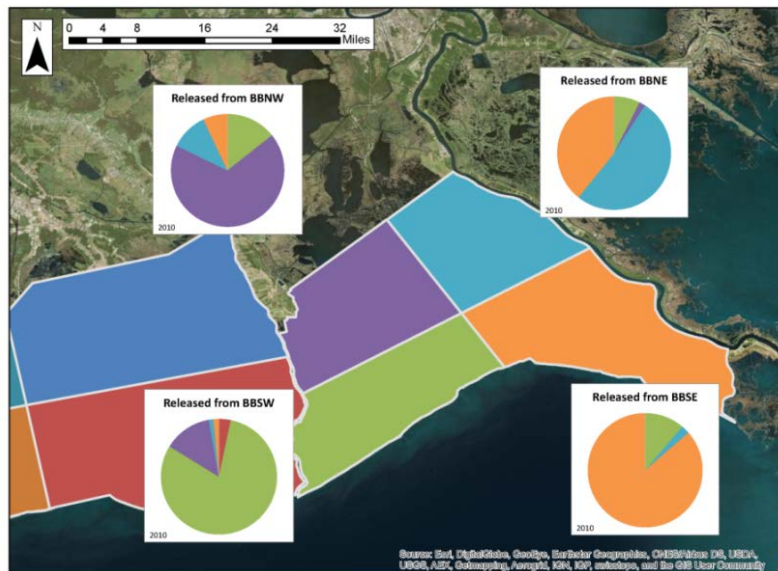 N
0 4 8 16 24 32
Miles
Released from BBNW
2010
Released from BBNE
2010
Released from BBSW
2010
Released from BBSE
2010
Source: Esri, DigitalGlobe, GeoEye, Earthstar Geographics, CNES/Airbus DS, USDA,
USGS, AEX, Getmapping, Aerogrid, IGN, IGP, swisstopo, and the GIS User Community